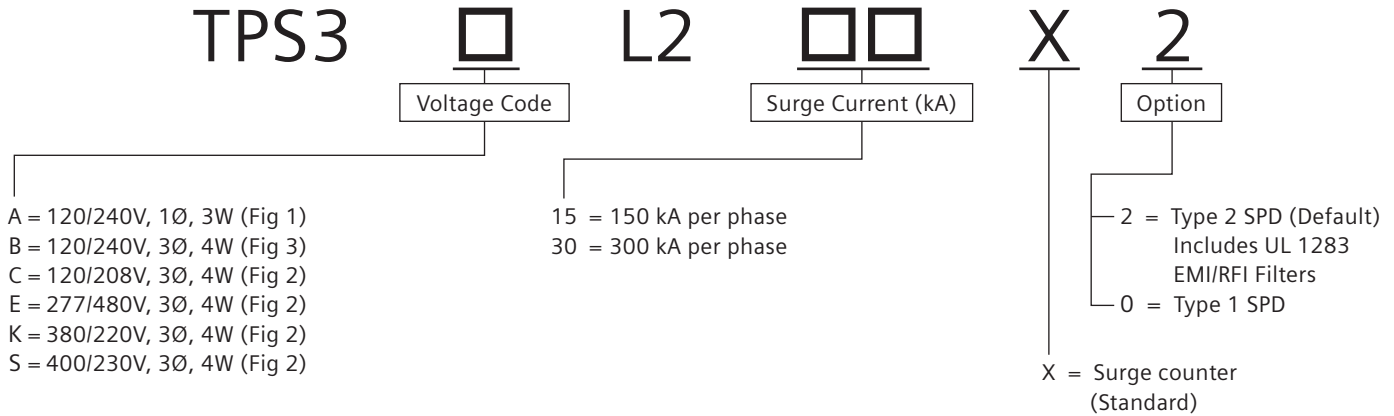 TPS3 □ L2 □□ X 2
Voltage Code
Surge Current (kA)
Option
A = 120/240V, 1Ø, 3W (Fig 1)
B = 120/240V, 3Ø, 4W (Fig 3)
C = 120/208V, 3Ø, 4W (Fig 2)
E = 277/480V, 3Ø, 4W (Fig 2)
K = 380/220V, 3Ø, 4W (Fig 2)
S = 400/230V, 3Ø, 4W (Fig 2)
15 = 150 kA per phase
30 = 300 kA per phase
2 = Type 2 SPD (Default)
Includes UL 1283
EMI/RFI Filters
0 = Type 1 SPD
X = Surge counter
(Standard)